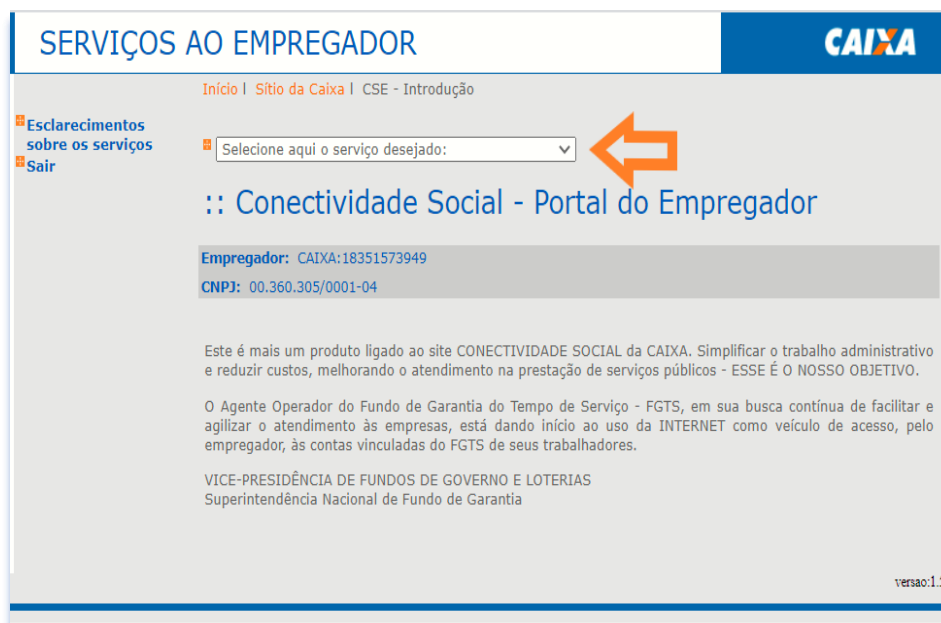 SERVIÇOS AO EMPREGADOR
CAIXA
Início | Sítio da Caixa | CSE - Introdução
Esclarecimentos
sobre os serviços
Sair
Selecione aqui o serviço desejado:
:: Conectividade Social - Portal do Empregador
Empregador: CAIXA:18351573949
CNPJ: 00.360.305/0001-04
Este é mais um produto ligado ao site CONECTIVIDADE SOCIAL da CAIXA. Simplificar o trabalho administrativo
e reduzir custos, melhorando o atendimento na prestação de serviços públicos - ESSE É O NOSSO OBJETIVO.
O Agente Operador do Fundo de Garantia do Tempo de Serviço - FGTS, em sua busca contínua de facilitar e
agilizar o atendimento às empresas, está dando início ao uso da INTERNET como veículo de acesso, pelo
empregador, às contas vinculadas do FGTS de seus trabalhadores.
VICE-PRESIDÊNCIA DE FUNDOS DE GOVERNO E LOTERIAS
Superintendência Nacional de Fundo de Garantia
versao:1.